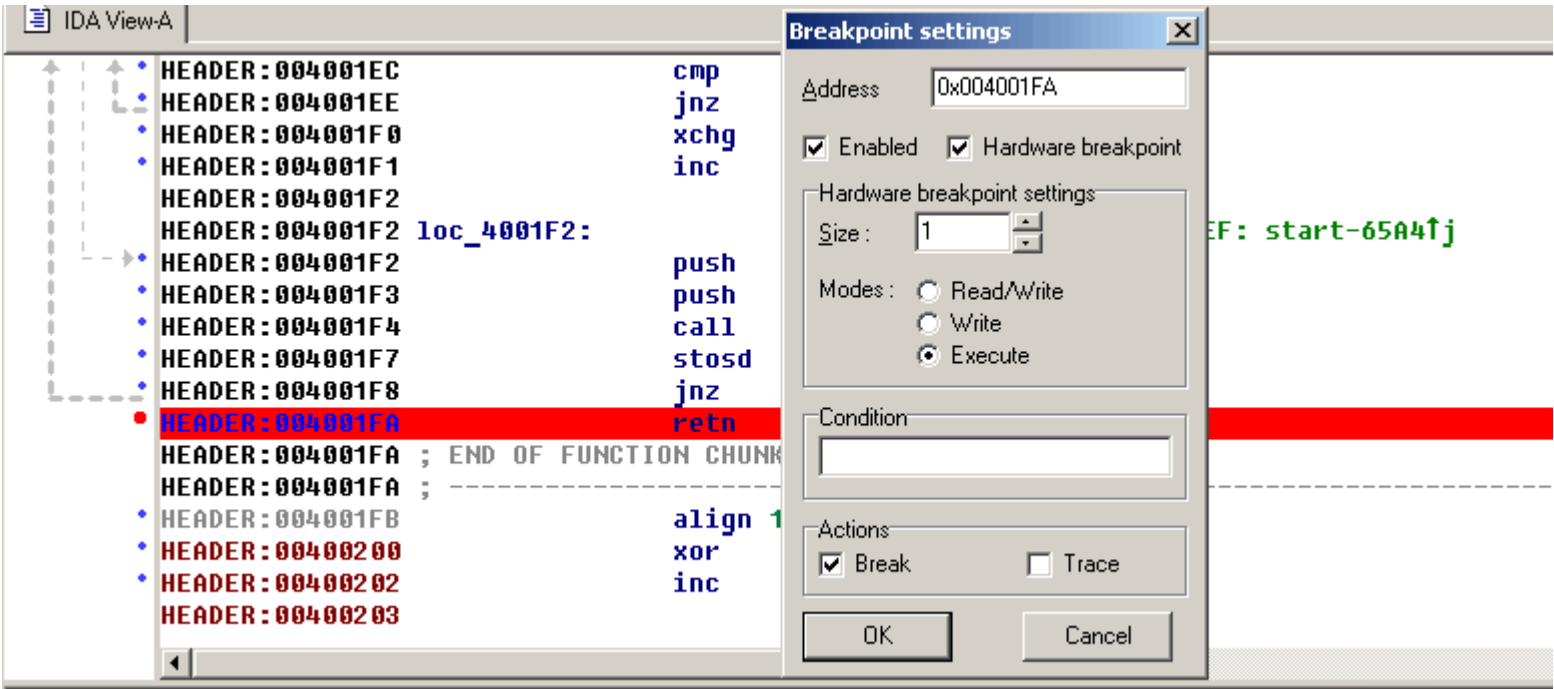 IDA View-A
HEADER:004001EC cmp
HEADER:004001EE jnz
HEADER:004001F0 xchg
HEADER:004001F1 inc
HEADER:004001F2
HEADER:004001F2 loc_4001F2: EF: start-65A4↑j
HEADER:004001F2 push
HEADER:004001F3 push
HEADER:004001F4 call
HEADER:004001F7 stosd
HEADER:004001F8 jnz
HEADER:004001FA retn
HEADER:004001FA ; END OF FUNCTION CHUNK
HEADER:004001FA ; ----------------------------------------------------
HEADER:004001FB align 1
HEADER:00400200 xor
HEADER:00400202 inc
HEADER:00400203
Breakpoint settings
Address 0x004001FA
Enabled Hardware breakpoint
Hardware breakpoint settings
Size : 1
Modes : Read/Write
Write
Execute
Condition
Actions
Break Trace
OK Cancel